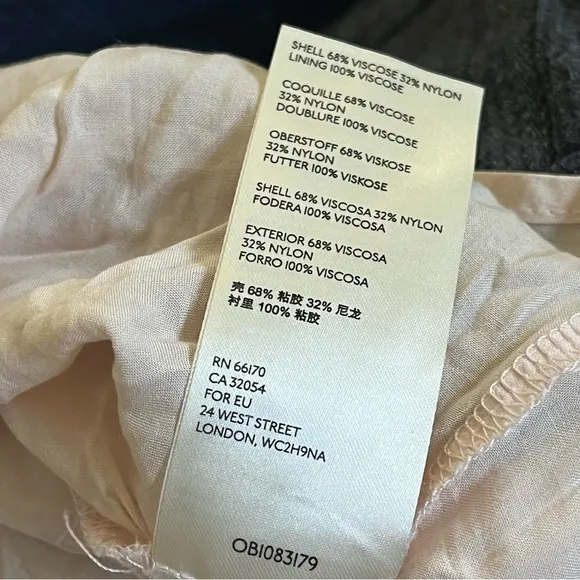 SHELL 68% VISCOSE 32% NYLON
LINING 100% VISCOSE
COQUILLE 68% VISCOSE
32% NYLON
DOUBLURE 100% VISCOSE
OBERSTOFF 68% VISKOSE
32% NYLON
FUTTER 100% VISKOSE
SHELL 68% VISCOSA 32% NYLON
FODERA 100% VISCOSA
EXTERIOR 68% VISCOSA
32% NYLON
FORRO 100% VISCOSA
壳 68% 粘胶 32% 尼龙
衬里 100% 粘胶
RN 66170
CA 32054
FOR EU
24 WEST STREET
LONDON, WC2H9NA
OB1083179